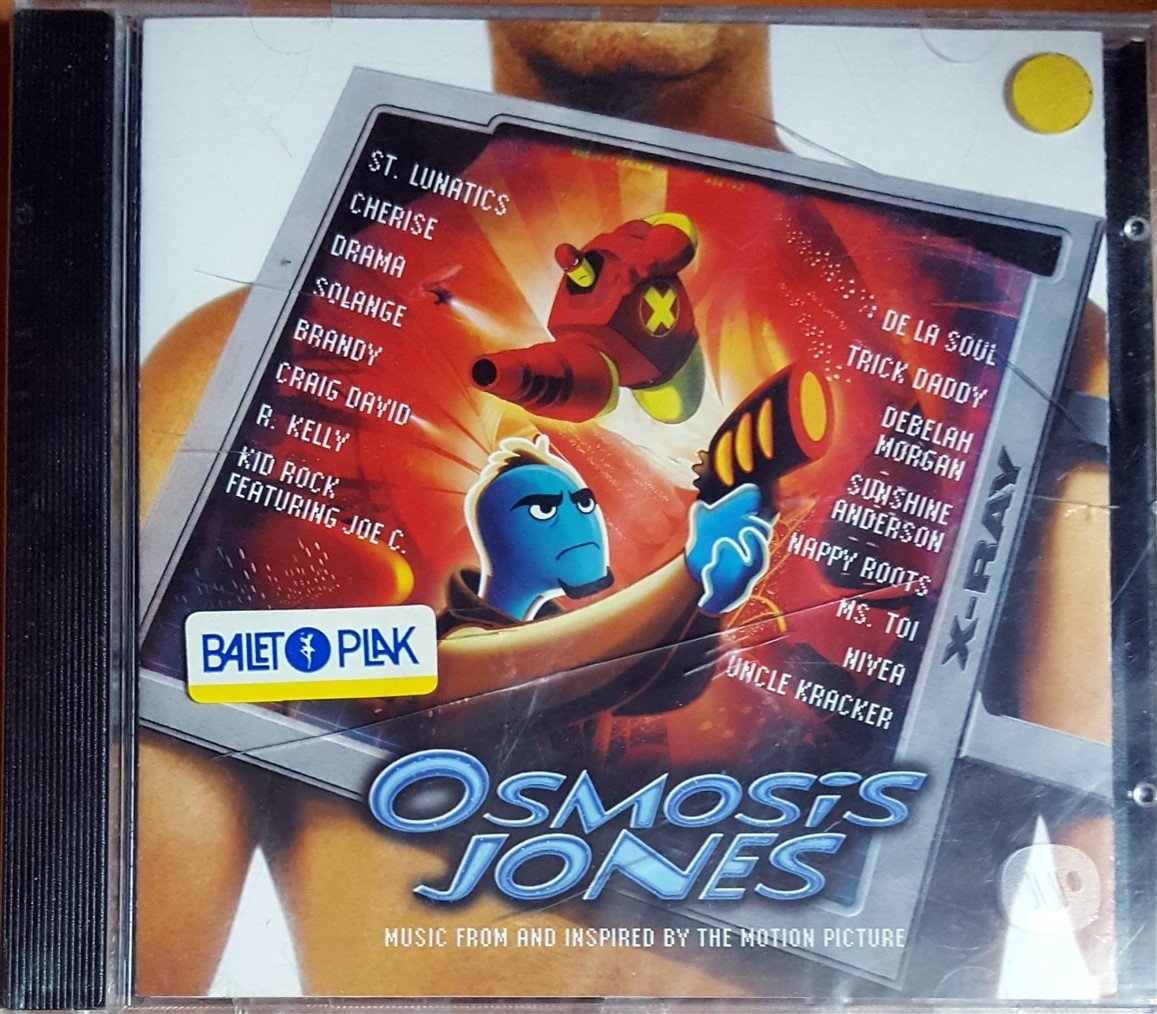 ST. LUNATICS
CHERISE
DRAMA
SOLANGE
BRANDY
CRAIG DAVID
R. KELLY
KID ROCK
FEATURING JOE C.
DE LA SOUL
TRICK DADDY
DEBELAH
MORGAN
SUNSHINE
ANDERSON
NAPPY ROOTS
MS. TOI
NIVEA
UNCLE KRACKER
X-RAY
X
BALET PLAK
OSMOSiS
JONES
MUSIC FROM AND INSPIRED BY THE MOTION PICTURE